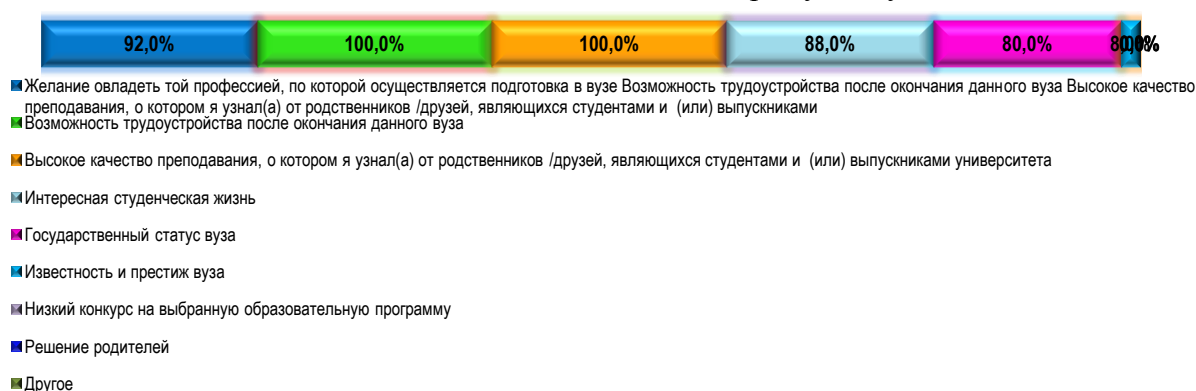 92,0% 100,0% 100,0% 88,0% 80,0%
Желание овладеть той профессией, по которой осуществляется подготовка в вузе Возможность трудоустройства после окончания данного вуза Высокое качество
преподавания, о котором я узнал(а) от родственников /друзей, являющихся студентами и (или) выпускниками
Возможность трудоустройства после окончания данного вуза
Высокое качество преподавания, о котором я узнал(а) от родственников /друзей, являющихся студентами и (или) выпускниками университета
Интересная студенческая жизнь
Государственный статус вуза
Известность и престиж вуза
Низкий конкурс на выбранную образовательную программу
Решение родителей
Другое